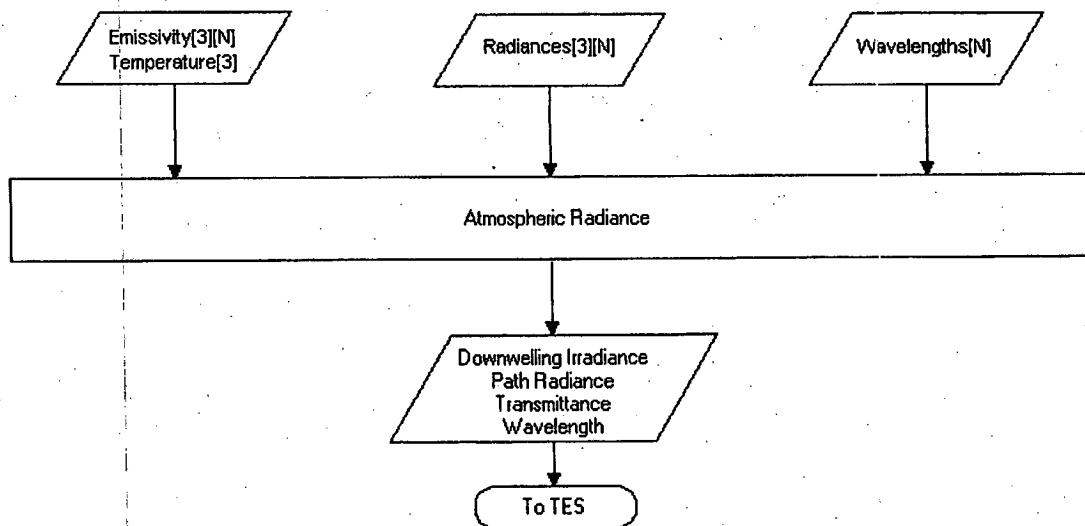 Emissivity[3][N]
Temperature[3]
Radiances[3][N]
Wavelengths[N]
Atmospheric Radiance
Downwelling Irradiance
Path Radiance
Transmittance
Wavelength
To TES